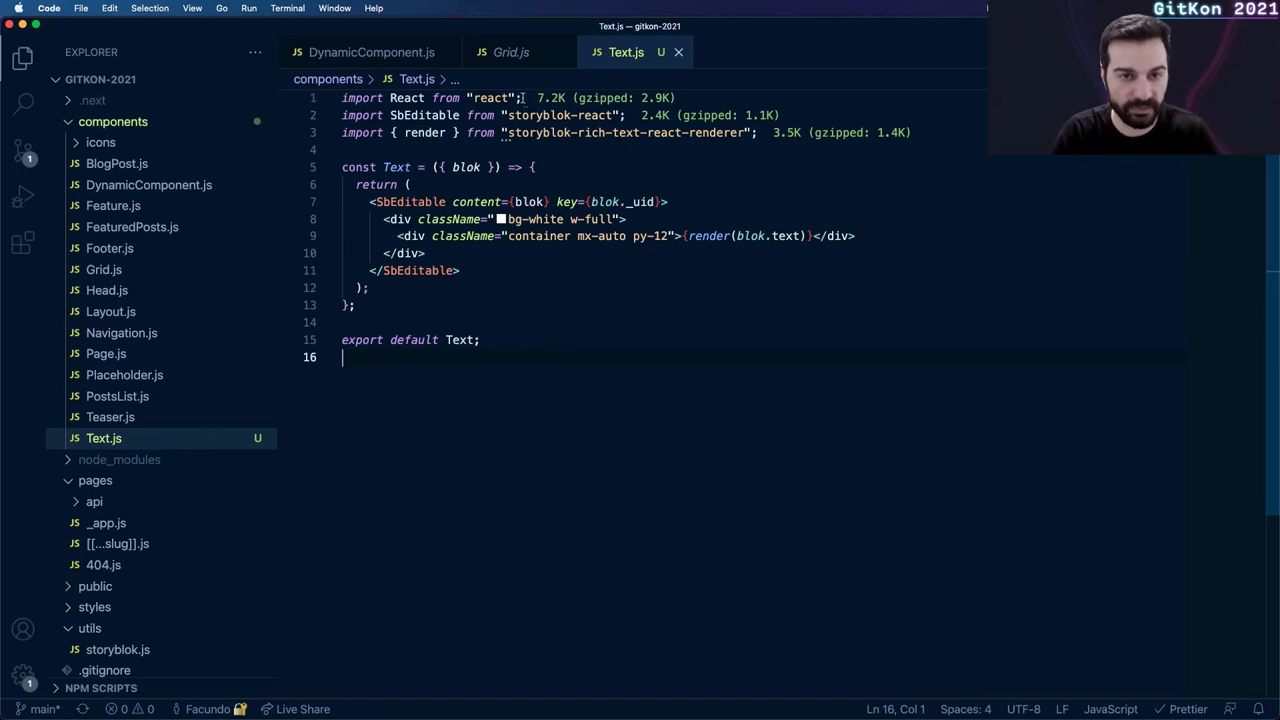 Code File Edit Selection View Go Run Terminal Window Help
GitKon 2021
Text.js — gitkon-2021
EXPLORER
DynamicComponent.js
Grid.js
Text.js U
GITKON-2021
components > Text.js > ...
.next
components
icons
BlogPost.js
DynamicComponent.js
Feature.js
FeaturedPosts.js
Footer.js
Grid.js
Head.js
Layout.js
Navigation.js
Page.js
Placeholder.js
PostsList.js
Teaser.js
Text.js U
node_modules
pages
api
_app.js
[[...slug]].js
404.js
public
styles
utils
storyblok.js
.gitignore
NPM SCRIPTS
1 import React from "react"; 7.2K (gzipped: 2.9K)
2 import SbEditable from "storyblok-react"; 2.4K (gzipped: 1.1K)
3 import { render } from "storyblok-rich-text-react-renderer"; 3.5K (gzipped: 1.4K)
4
5 const Text = ({ blok }) => {
6 return (
7 <SbEditable content={blok} key={blok._uid}>
8 <div className="bg-white w-full">
9 <div className="container mx-auto py-12">{render(blok.text)}</div>
10 </div>
11 </SbEditable>
12 );
13 };
14
15 export default Text;
16
1
1
main* 0 0 Facundo Live Share Ln 16, Col 1 Spaces: 4 UTF-8 LF JavaScript Prettier